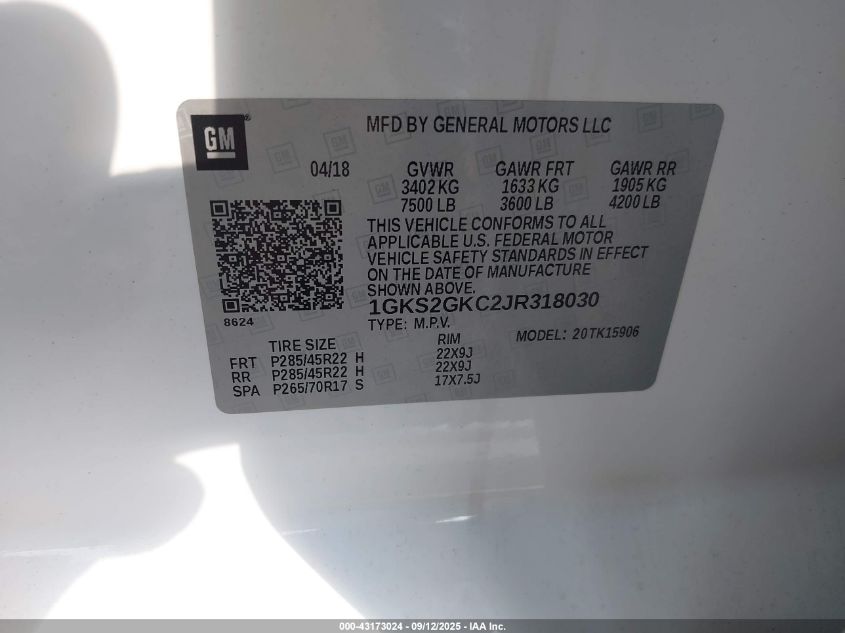 GM ®
MFD BY GENERAL MOTORS LLC
04/18 GVWR GAWR FRT GAWR RR
3402 KG 1633 KG 1905 KG
7500 LB 3600 LB 4200 LB
THIS VEHICLE CONFORMS TO ALL
APPLICABLE U.S. FEDERAL MOTOR
VEHICLE SAFETY STANDARDS IN EFFECT
ON THE DATE OF MANUFACTURE
SHOWN ABOVE.
8624
1GKS2GKC2JR318030
TYPE: M.P.V. MODEL: 20TK15906
TIRE SIZE RIM
FRT P285/45R22 H 22X9J
RR P285/45R22 H 22X9J
SPA P265/70R17 S 17X7.5J
000-43173024 - 09/12/2025 - IAA Inc.